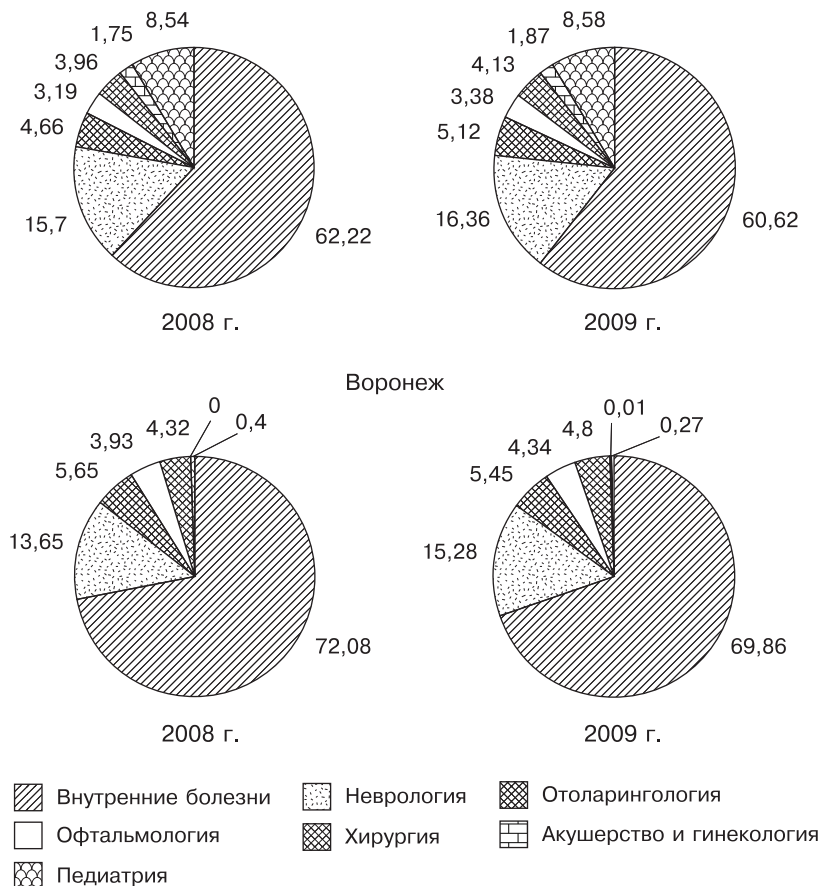 1,75 8,54
3,96
3,19
4,66
15,7
62,22
2008 г.
1,87 8,58
4,13
3,38
5,12
16,36
60,62
2009 г.
Воронеж
0
0,4
4,32
3,93
5,65
13,65
72,08
2008 г.
0,01
0,27
4,8
4,34
5,45
15,28
69,86
2009 г.
Внутренние болезни
Неврология
Отоларингология
Офтальмология
Хирургия
Акушерство и гинекология
Педиатрия